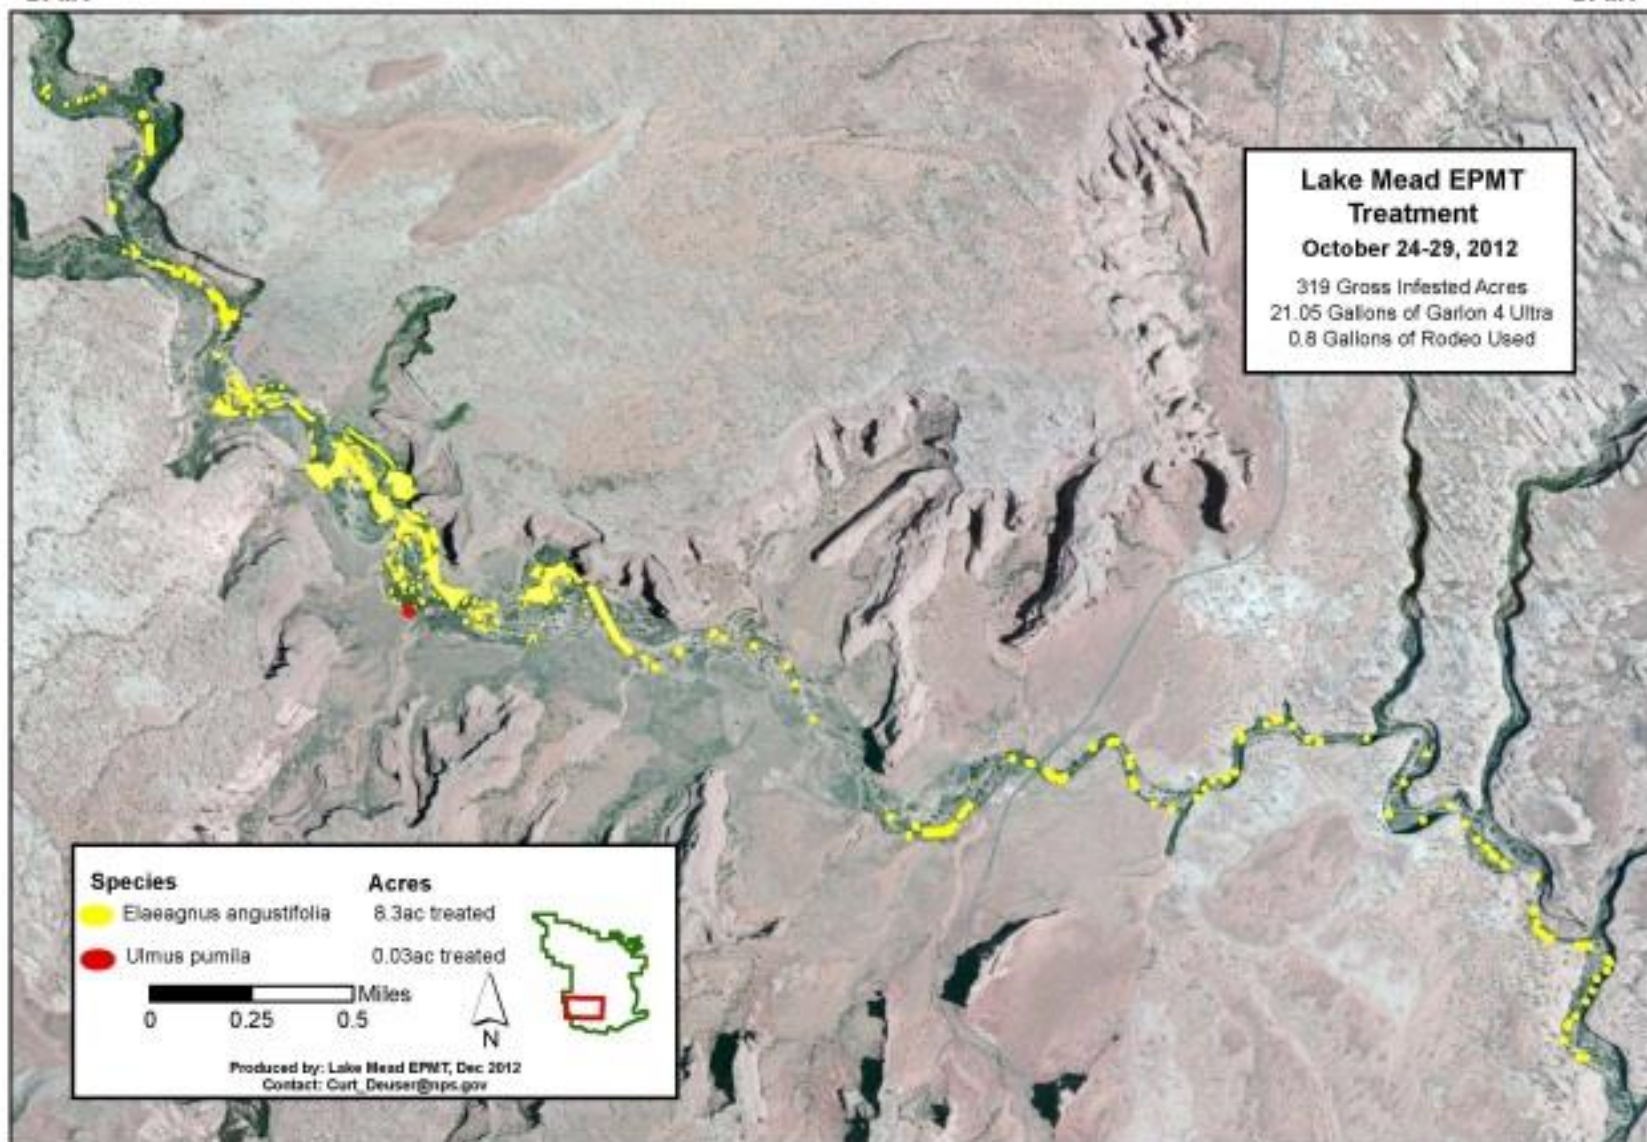 Lake Mead EPMT
Treatment
October 24-29, 2012
319 Gross Infested Acres
21.05 Gallons of Garlon 4 Ultra
0.8 Gallons of Rodeo Used
Species Acres
Elaeagnus angustifolia 8.3ac treated
Ulmus pumila 0.03ac treated
Miles
0 0.25 0.5
N
Produced by: Lake Mead EPMT, Dec 2012
Contact: Curt_Deuser@nps.gov